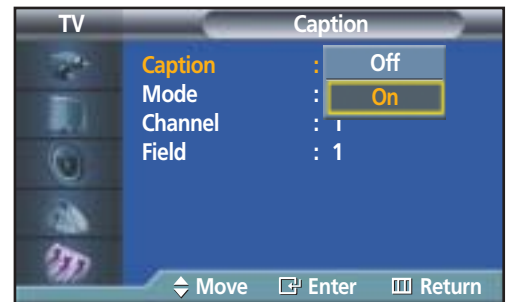 TV Caption
Caption : Off
Mode : On
Channel : 1
Field : 1
Move Enter Return